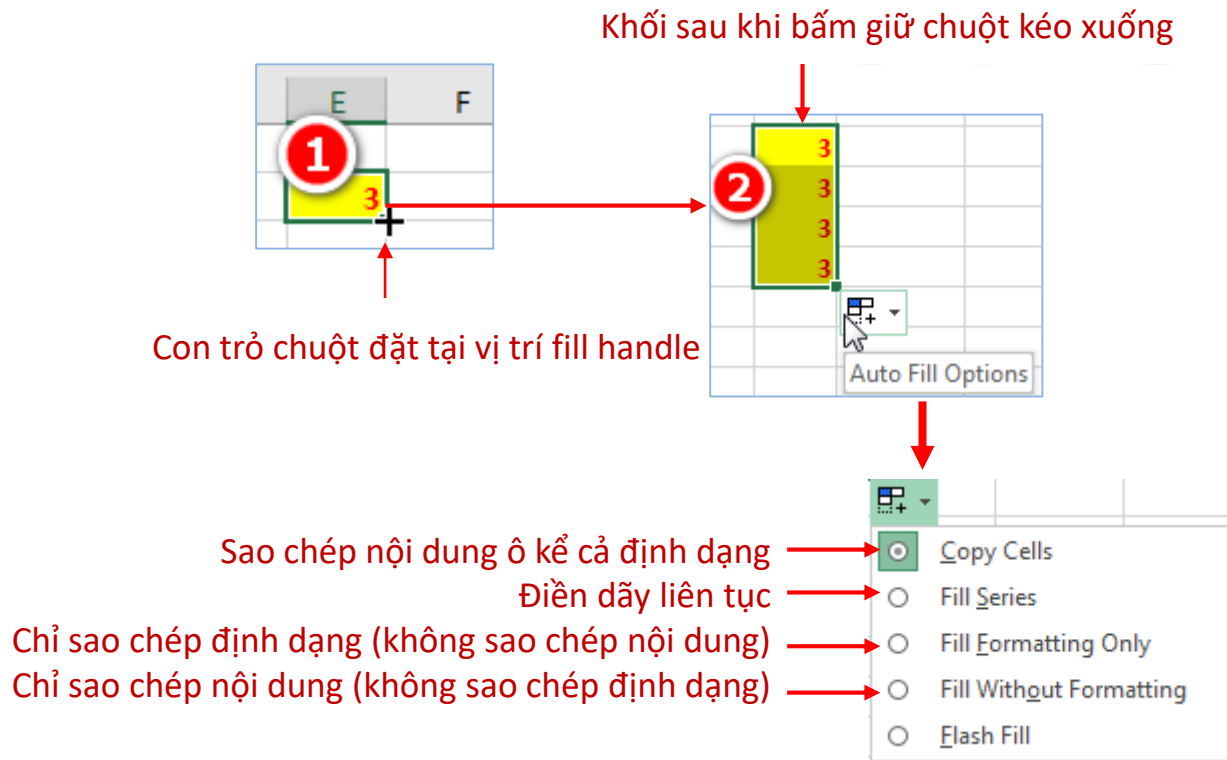 Khối sau khi bấm giữ chuột kéo xuống
E F
1
3
2
3
3
3
3
Con trỏ chuột đặt tại vị trí fill handle
Auto Fill Options
Sao chép nội dung ô kể cả định dạng
Copy Cells
Điền dãy liên tục
Fill Series
Chỉ sao chép định dạng (không sao chép nội dung)
Fill Formatting Only
Chỉ sao chép nội dung (không sao chép định dạng)
Fill Without Formatting
Flash Fill